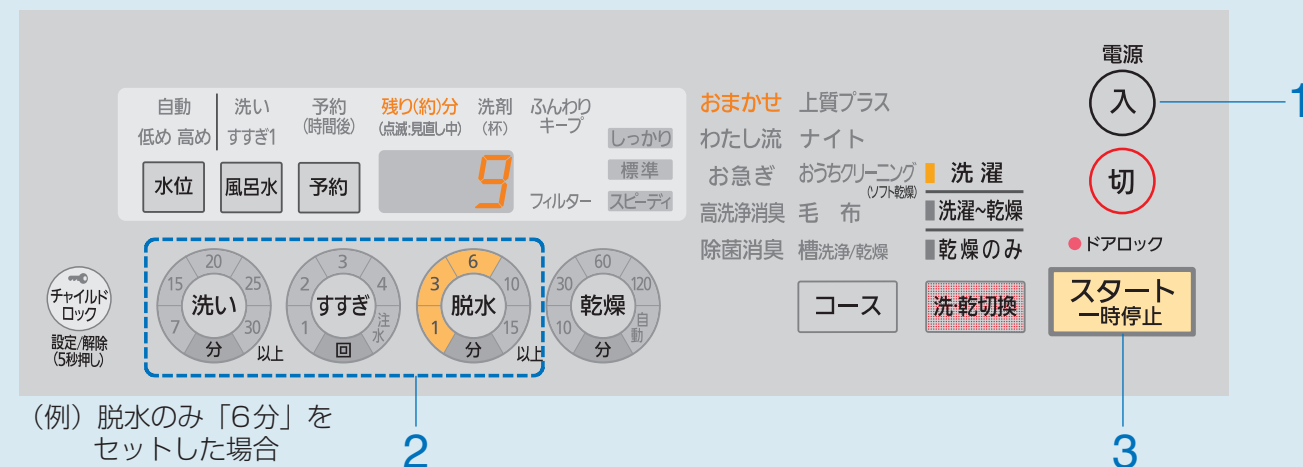 電源
入
1
切
ドアロック
スタート
一時停止
3
自動
低め 高め
洗い
すすぎ1
予約
(時間後)
残り(約)分
(点滅:見直し中)
洗剤
(杯)
ふんわり
キープ
しっかり
標準
スピーディ
フィルター
水位
風呂水
予約
9
おまかせ
上質プラス
わたし流
ナイト
お急ぎ
おうちクリーニング
(ソフト乾燥)
高洗浄消臭
毛 布
除菌消臭
槽洗浄/乾燥
洗 濯
洗濯~乾燥
乾燥のみ
コース
洗・乾切換
チャイルド
ロック
設定/解除
(5秒押し)
7
15
20
25
30
洗い
分
以上
1
2
3
4
注水
すすぎ
回
1
3
6
10
15
脱水
分
以上
10
30
60
120
自動
乾燥
分
(例) 脱水のみ「6分」を
セットした場合
2